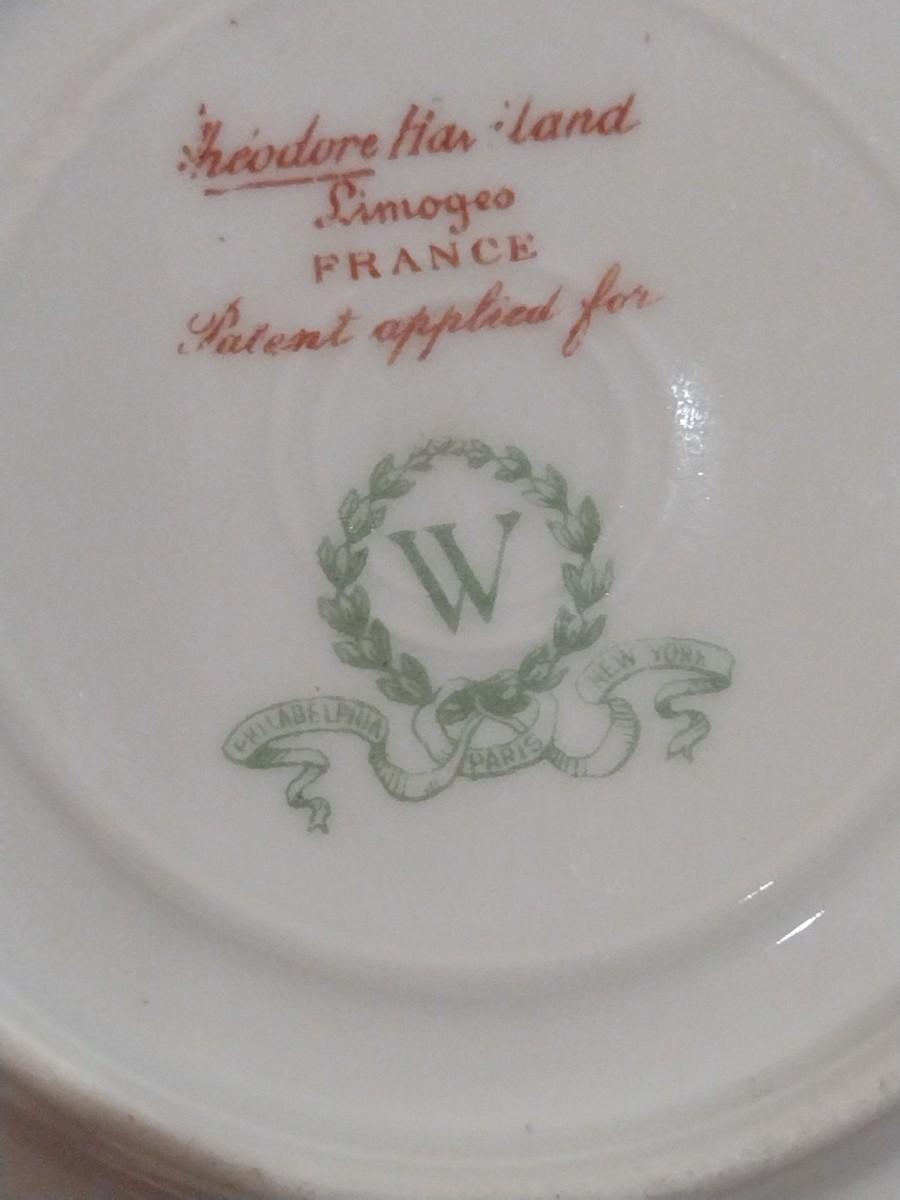 Théodore Haviland
Limoges
FRANCE
Patent applied for
W
PHILADELPHIA
PARIS
NEW YORK